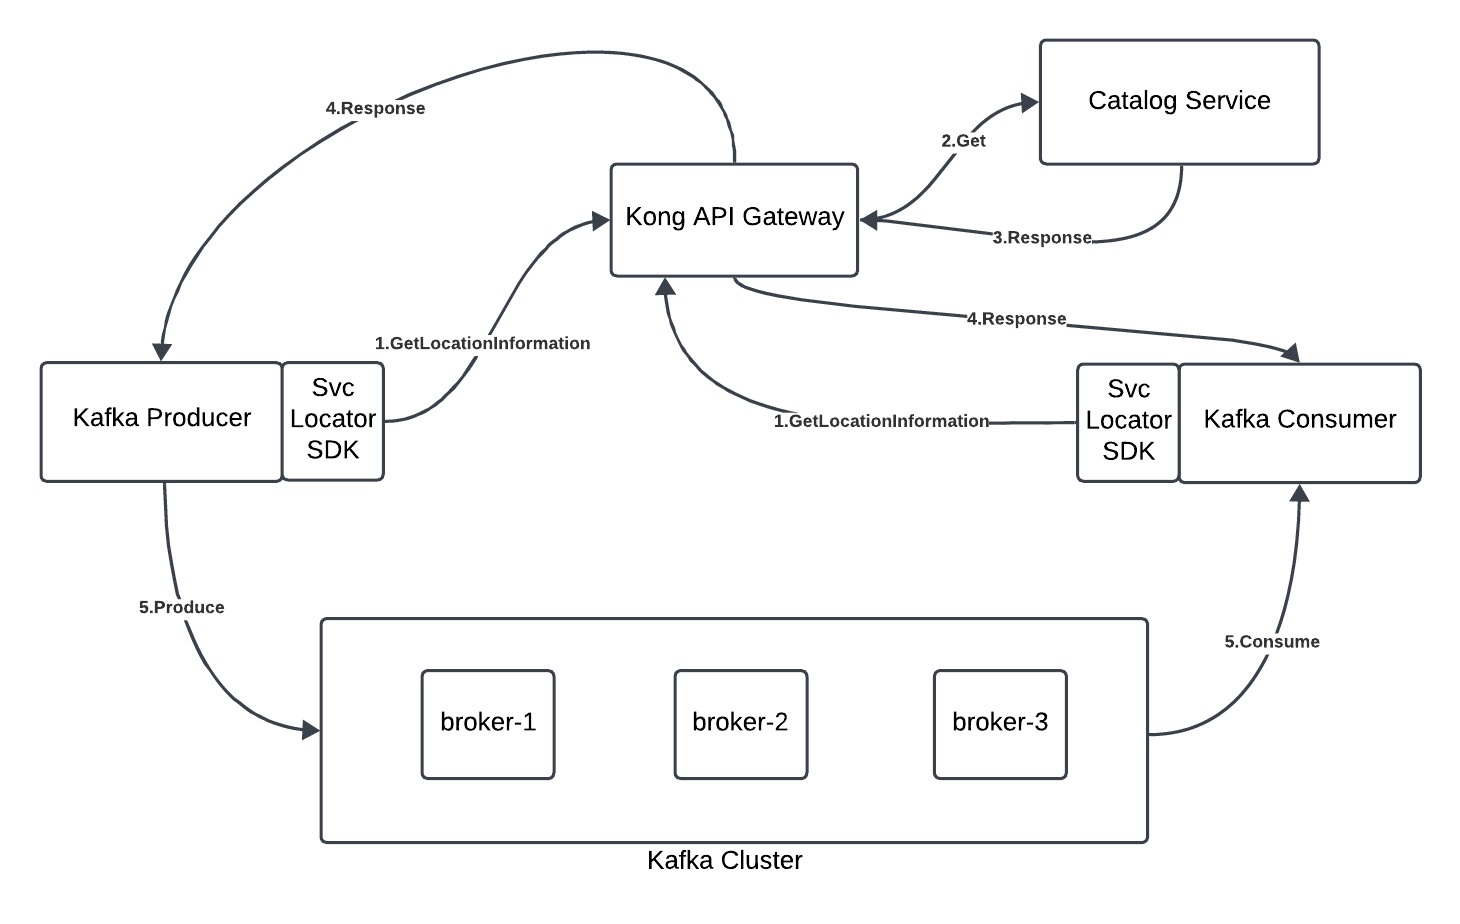 4.Response
Catalog Service
2.Get
Kong API Gateway
3.Response
4.Response
1.GetLocationInformation
Kafka Producer
Svc
Locator
SDK
1.GetLocationInformation
Svc
Locator
SDK
Kafka Consumer
5.Produce
5.Consume
broker-1
broker-2
broker-3
Kafka Cluster